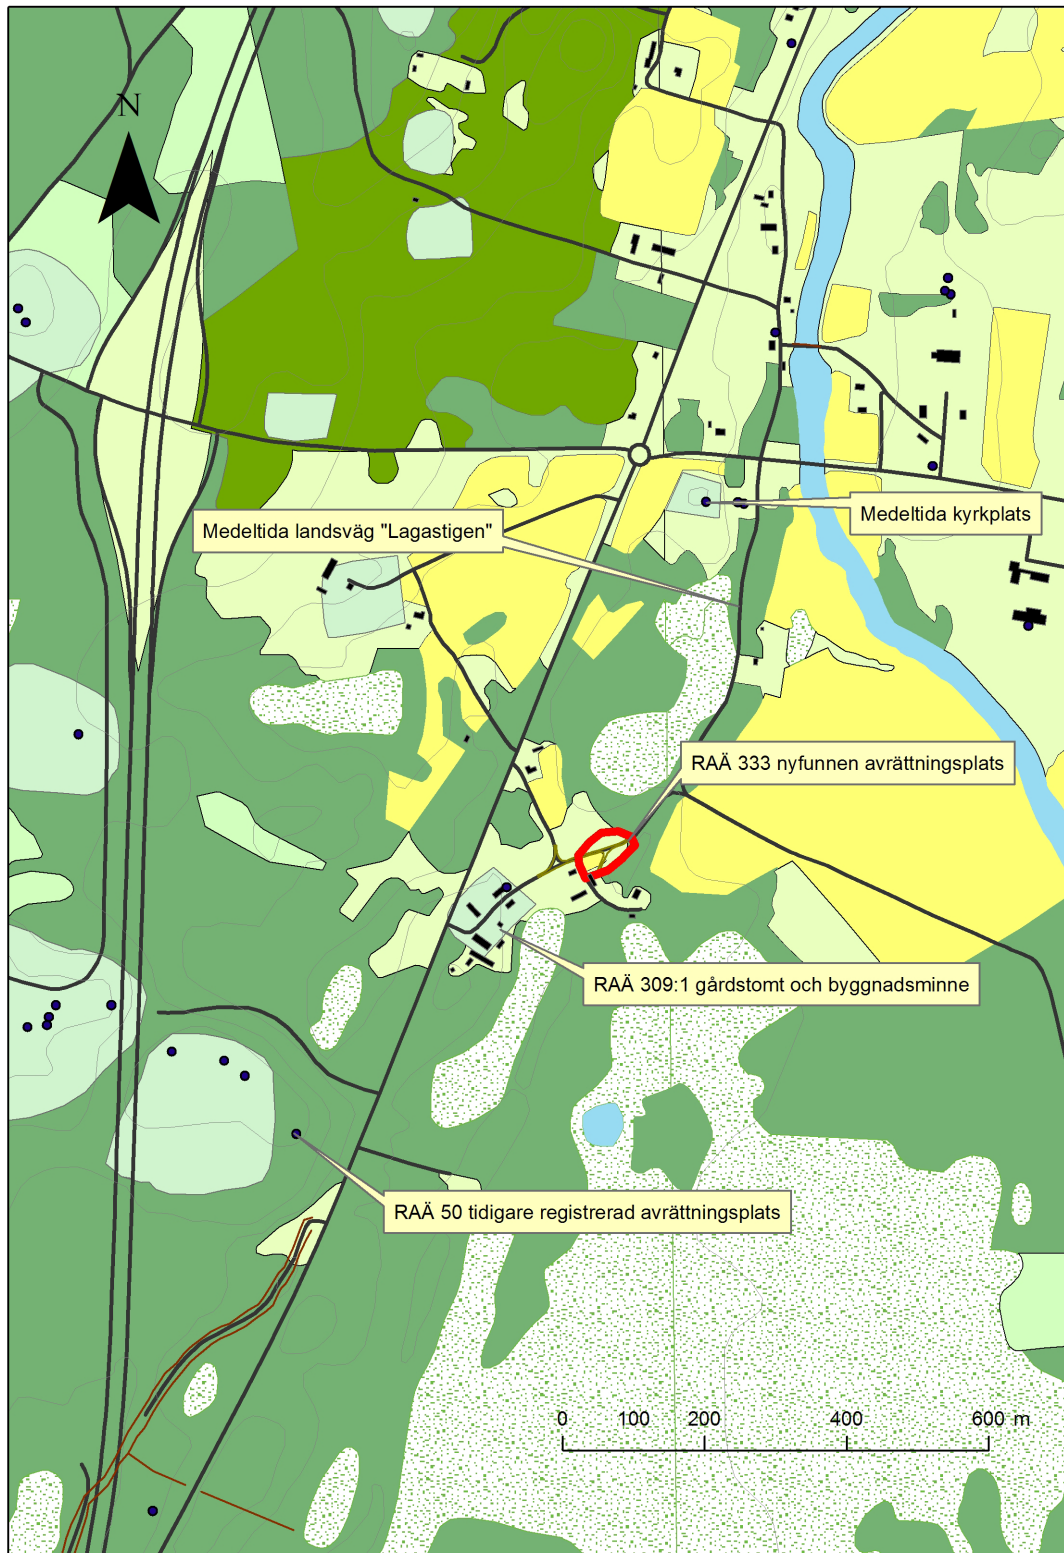 N
Medeltida kyrkplats
Medeltida landsväg "Lagastigen"
RAÄ 333 nyfunnen avrättningsplats
RAÄ 309:1 gårdstomt och byggnadsminne
RAÄ 50 tidigare registrerad avrättningsplats
0 100 200 400 600 m